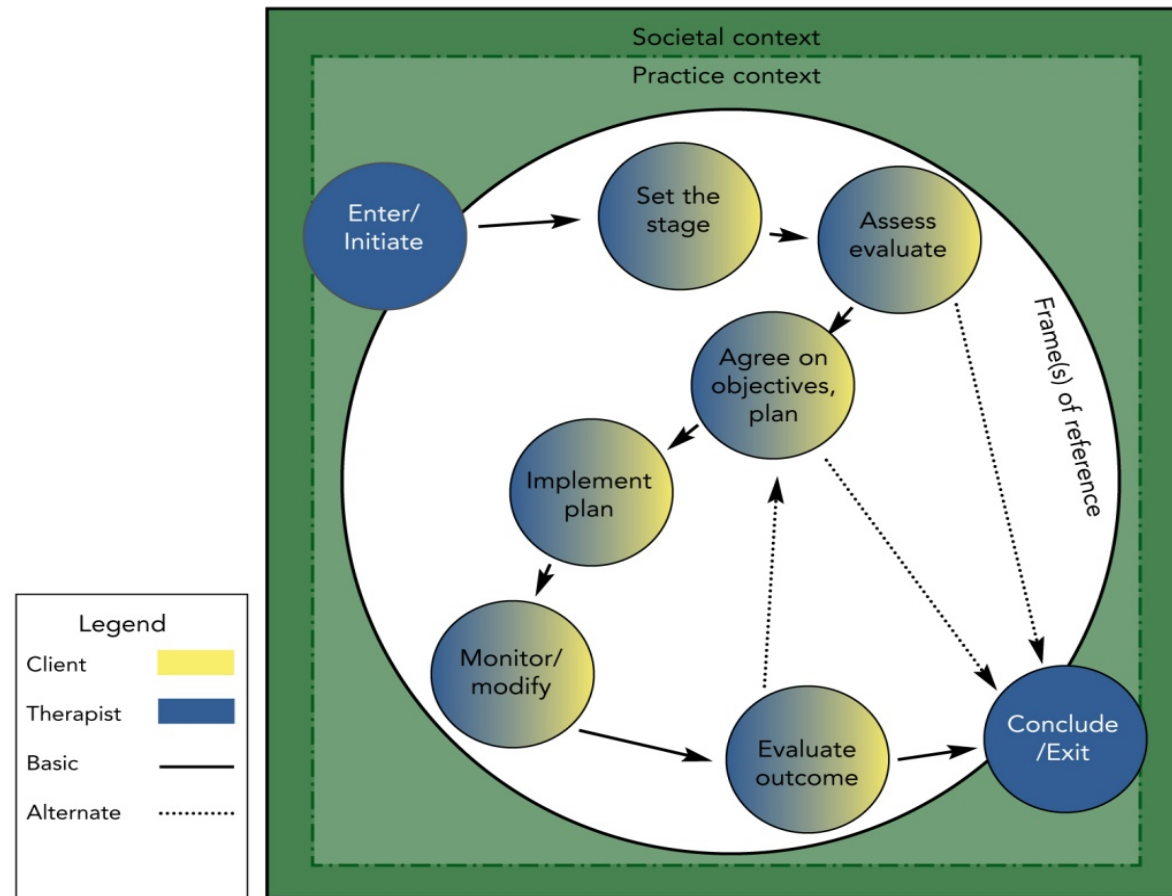 Societal context
Practice context
Enter/
Initiate
Set the
stage
Assess
evaluate
Agree on
objectives,
plan
Frame(s) of reference
Implement
plan
Monitor/
modify
Evaluate
outcome
Conclude
/Exit
Legend
Client
Therapist
Basic
Alternate